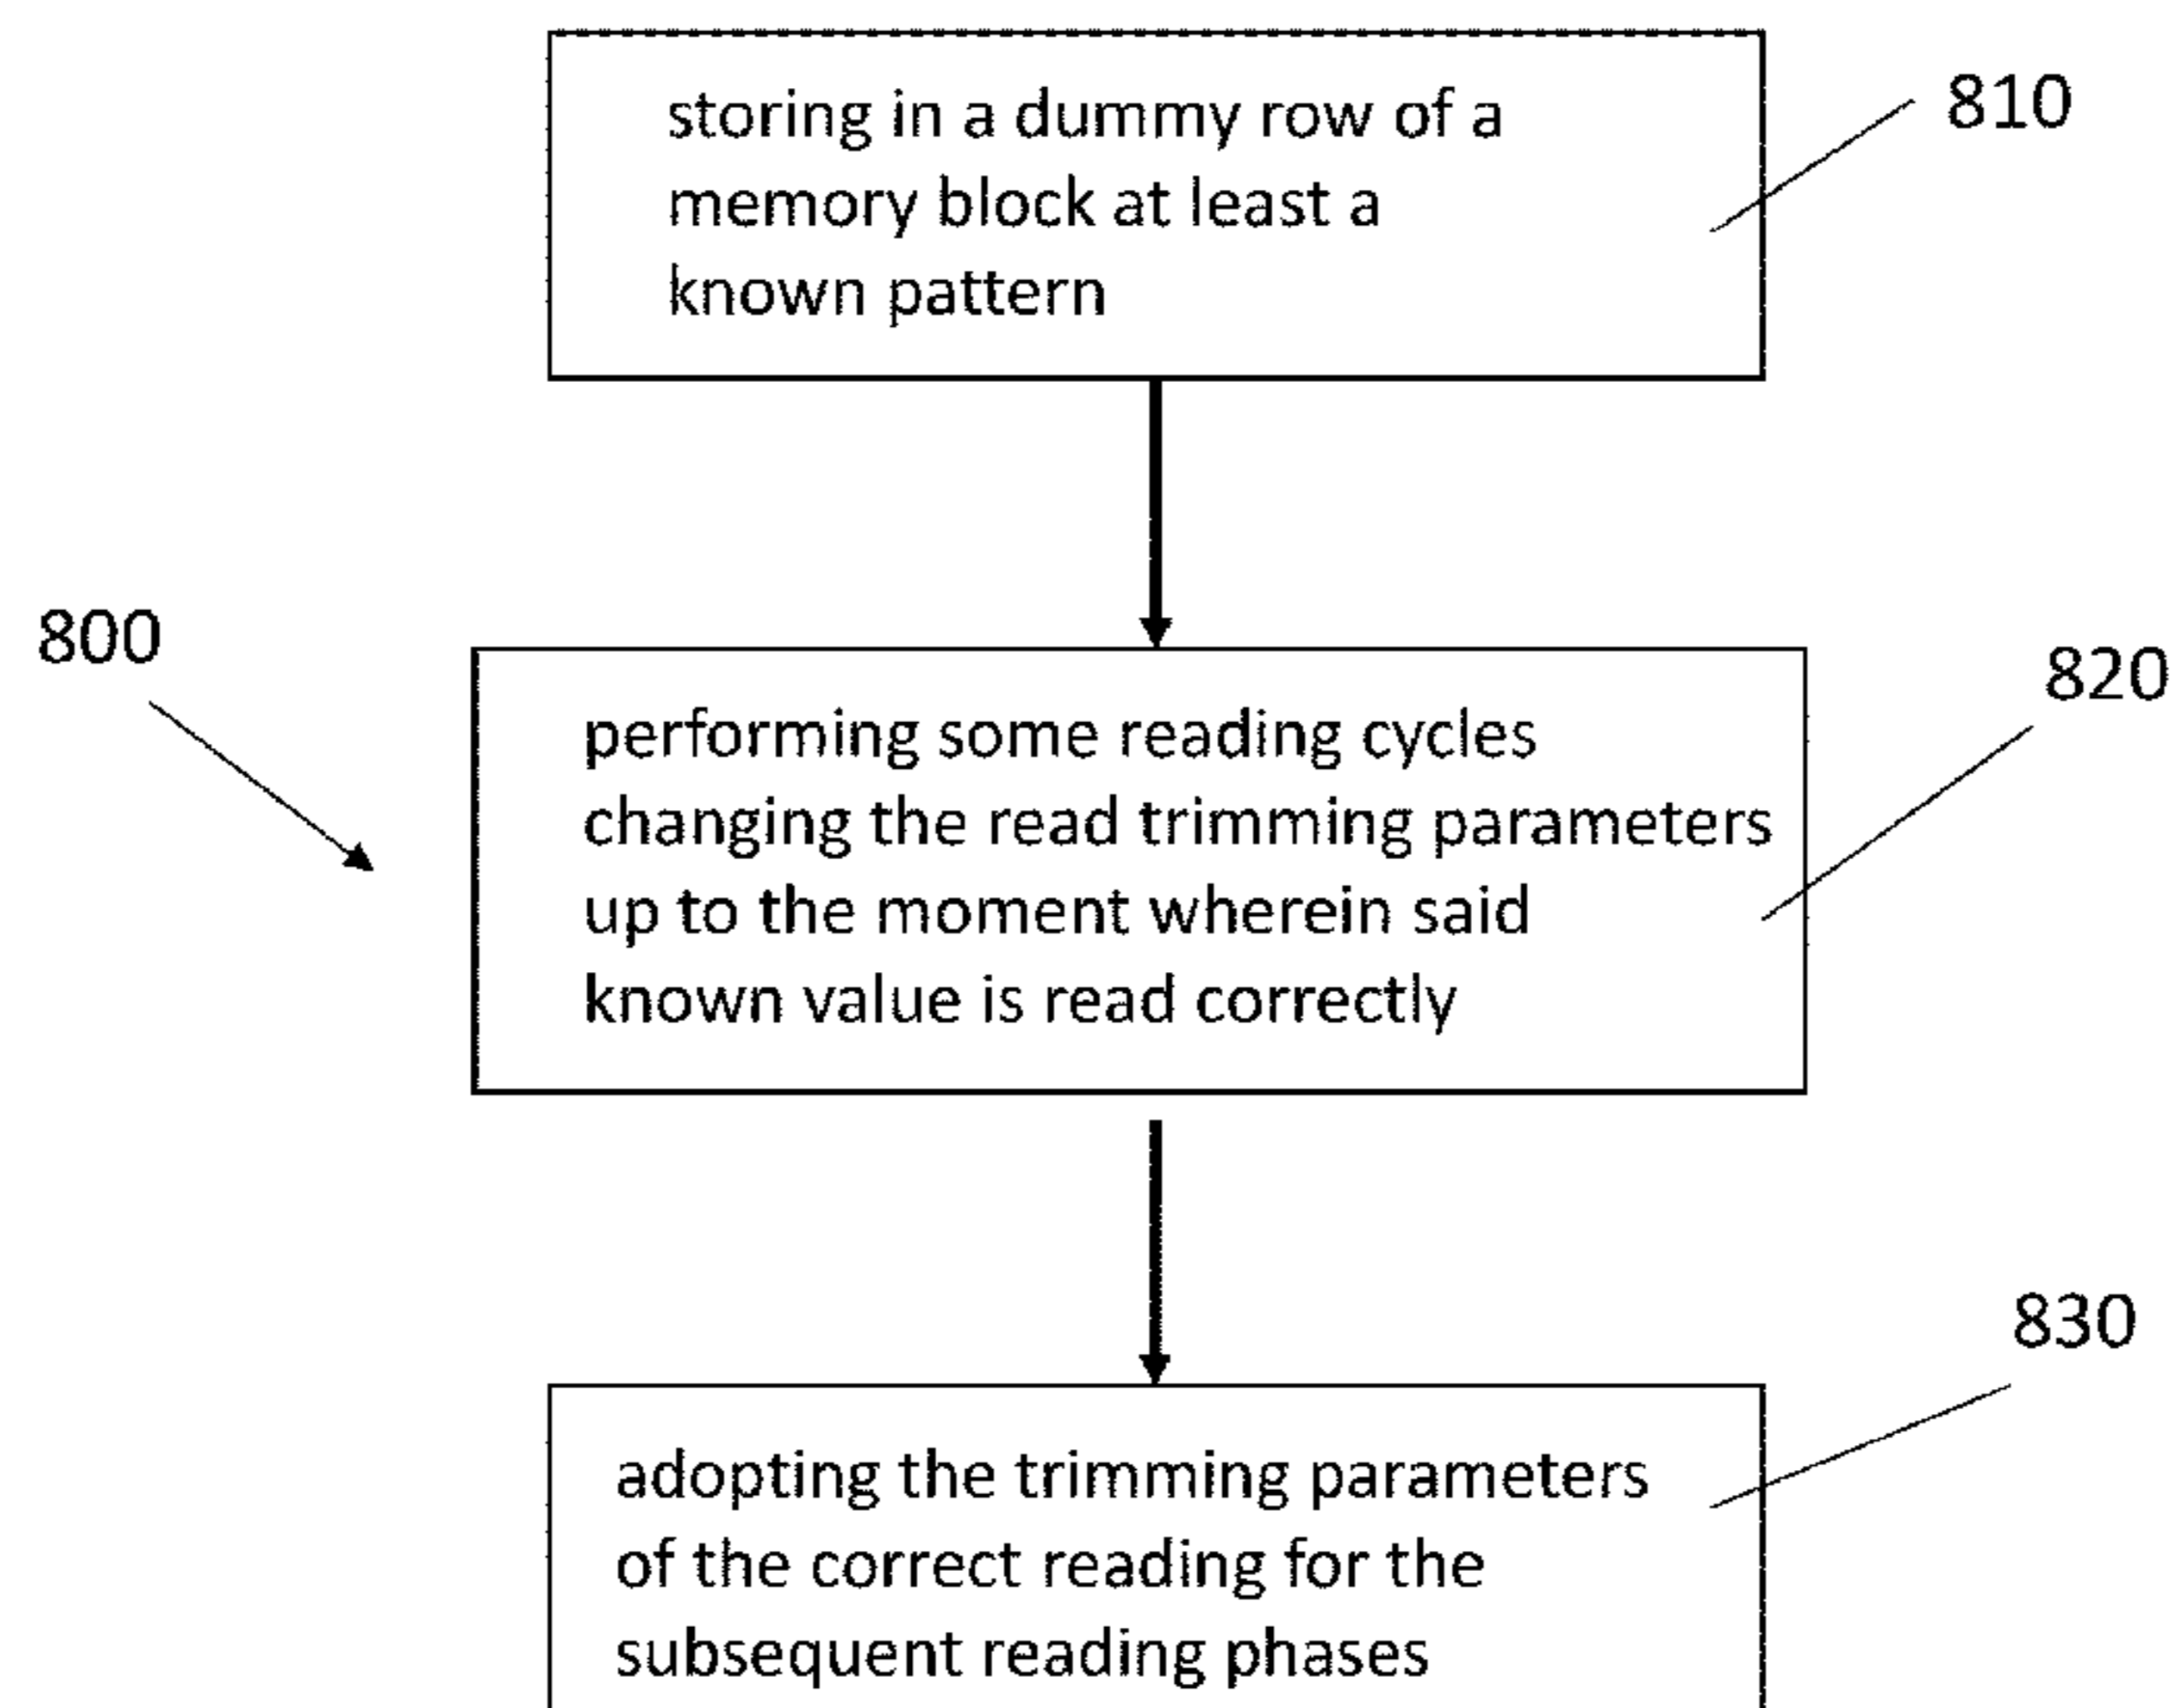 storing in a dummy row of a
memory block at least a
known pattern
810
800
performing some reading cycles
changing the read trimming parameters
up to the moment wherein said
known value is read correctly
820
adopting the trimming parameters
of the correct reading for the
subsequent reading phases
830